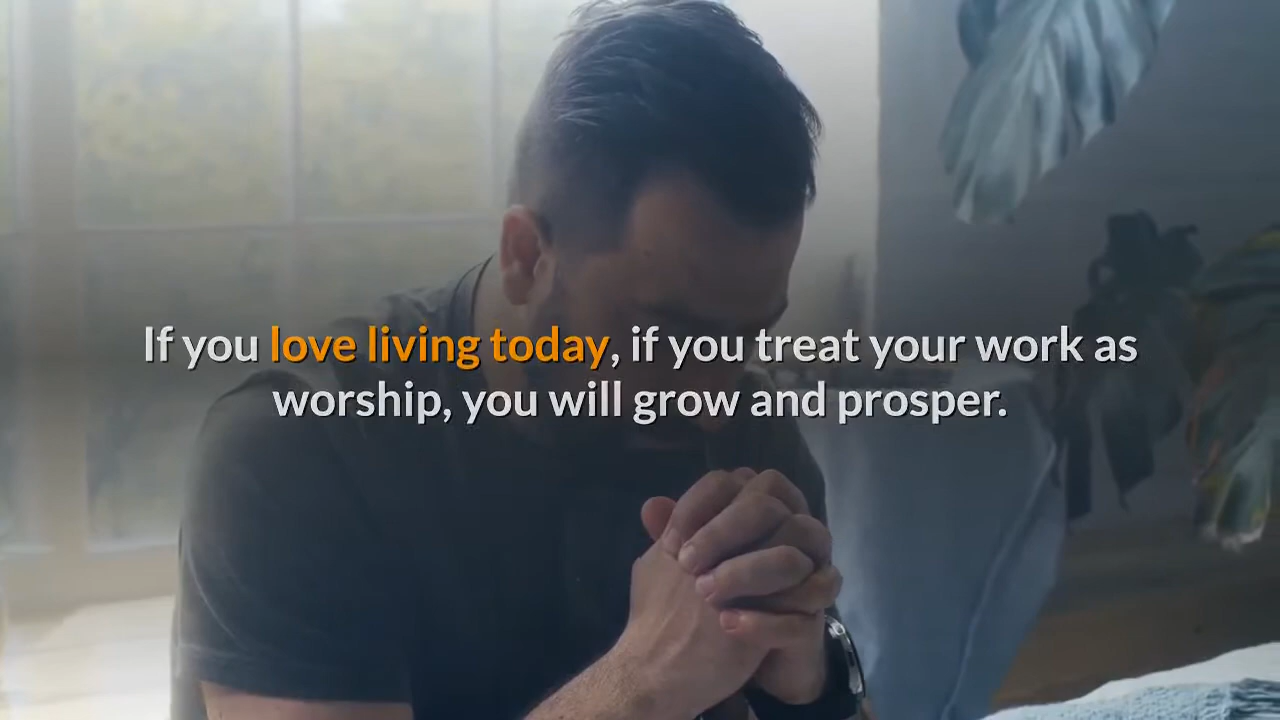 If you love living today, if you treat your work as
worship, you will grow and prosper.